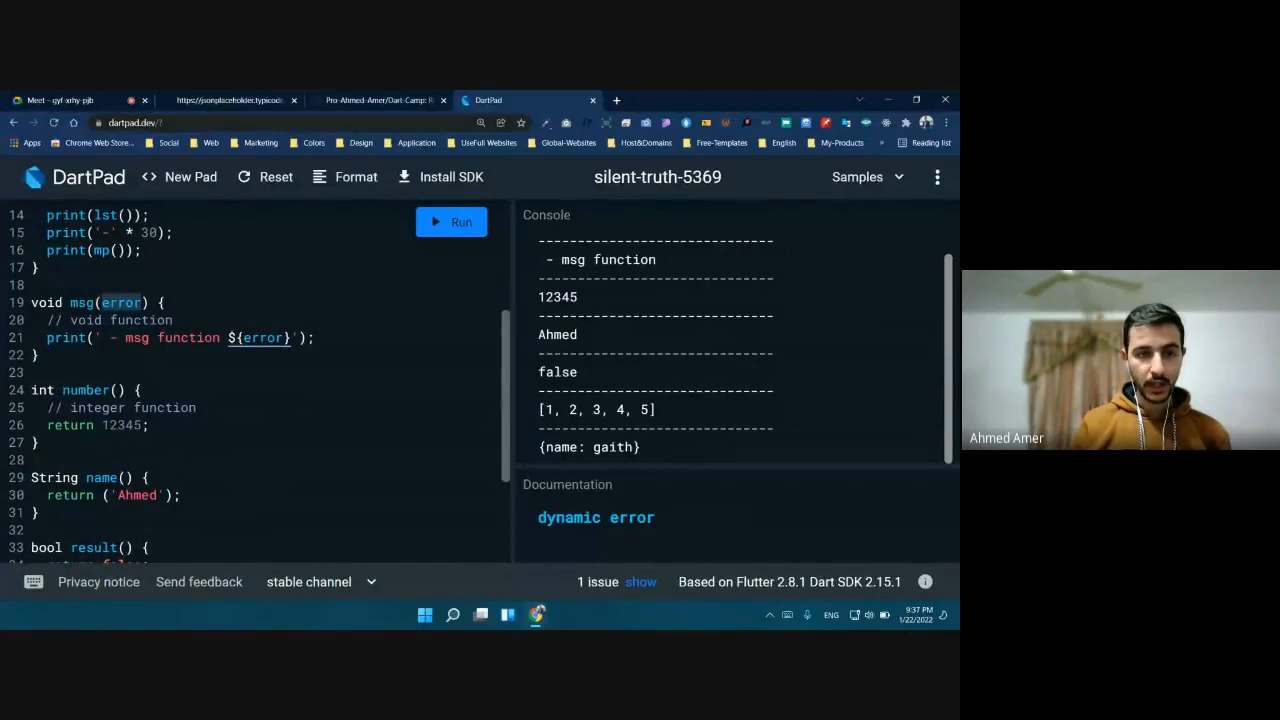 Meet – gyf-xrhy-pjb
https://jsonplaceholder.typicod
Pro-Ahmed-Amer/Dart-Camp: R
DartPad
dartpad.dev/?
Apps
Chrome Web Store...
Social
Web
Marketing
Colors
Design
Application
UseFull Websites
Global-Websites
Host&Domains
Free-Templates
English
My-Products
»
Reading list
DartPad
<> New Pad
Reset
Format
Install SDK
silent-truth-5369
Samples
14 print(lst());
15 print('-' * 30);
16 print(mp());
17 }
18
19 void msg(error) {
20 // void function
21 print(' - msg function ${error}');
22 }
23
24 int number() {
25 // integer function
26 return 12345;
27 }
28
29 String name() {
30 return ('Ahmed');
31 }
32
33 bool result() {
Run
Console
------------------------------
- msg function
------------------------------
12345
------------------------------
Ahmed
------------------------------
false
------------------------------
[1, 2, 3, 4, 5]
------------------------------
{name: gaith}
Documentation
dynamic error
Privacy notice
Send feedback
stable channel
1 issue show
Based on Flutter 2.8.1 Dart SDK 2.15.1
ENG
9:37 PM
1/22/2022
Ahmed Amer